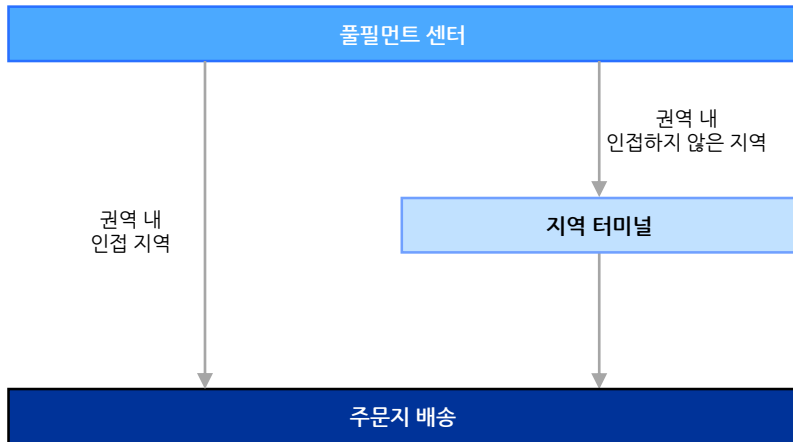 풀필먼트 센터
권역 내
인접하지 않은 지역
권역 내
인접 지역
지역 터미널
주문지 배송